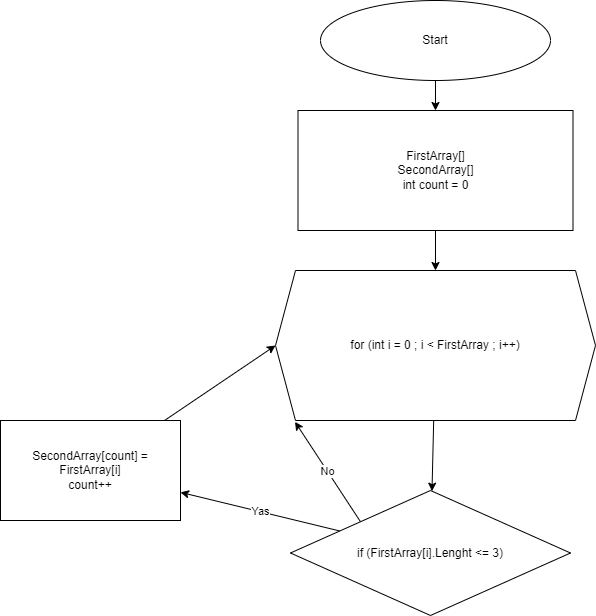 Start
FirstArray[]
SecondArray[]
int count = 0
for (int i = 0 ; i < FirstArray ; i++)
SecondArray[count] =
FirstArray[i]
count++
No
Yas
if (FirstArray[i].Lenght <= 3)